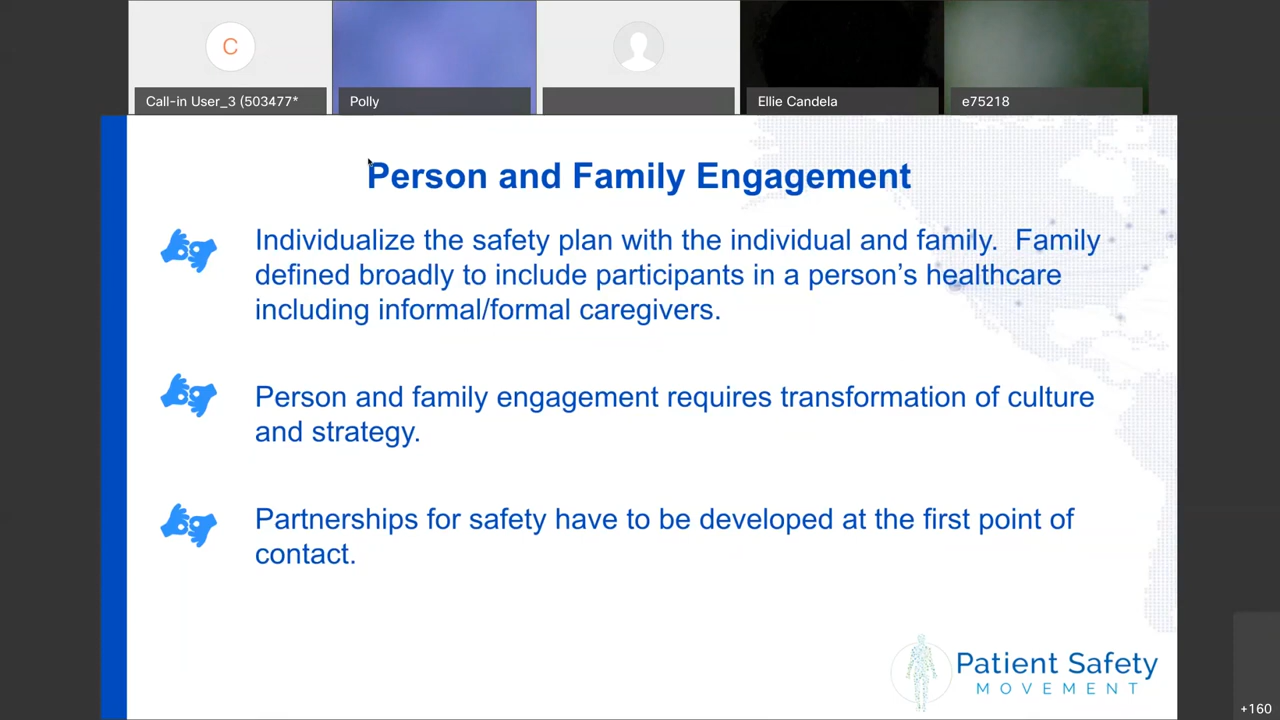 C
Call-in User_3 (503477*
Polly
Ellie Candela
e75218
Person and Family Engagement
Individualize the safety plan with the individual and family.  Family
defined broadly to include participants in a person’s healthcare
including informal/formal caregivers.
Person and family engagement requires transformation of culture
and strategy.
Partnerships for safety have to be developed at the first point of
contact.
Patient Safety
MOVEMENT
+160